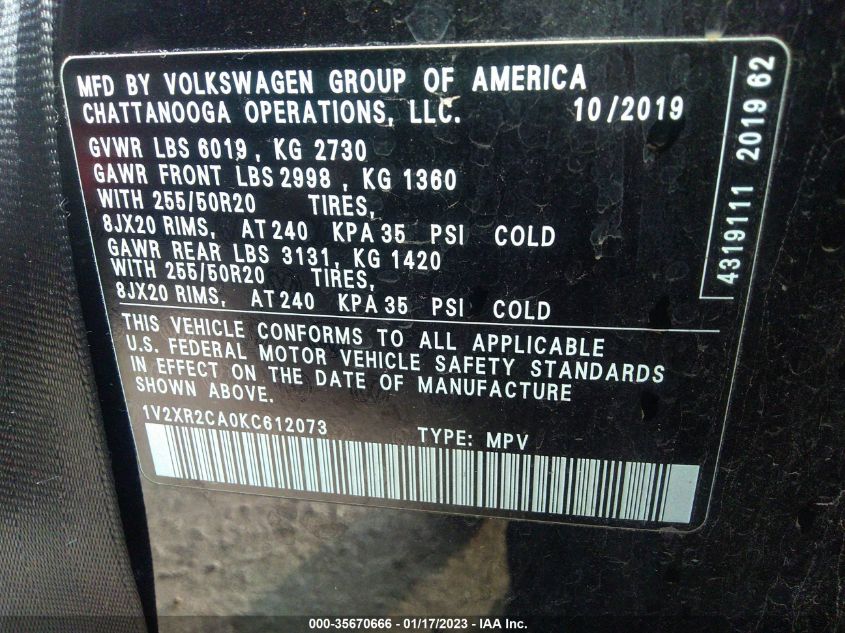 MFD BY VOLKSWAGEN GROUP OF AMERICA
CHATTANOOGA OPERATIONS, LLC. 10/2019
GVWR LBS 6019, KG 2730
GAWR FRONT LBS 2998, KG 1360
WITH 255/50R20 TIRES,
8JX20 RIMS, AT 240 KPA 35 PSI COLD
GAWR REAR LBS 3131, KG 1420
WITH 255/50R20 TIRES,
8JX20 RIMS, AT 240 KPA 35 PSI COLD
THIS VEHICLE CONFORMS TO ALL APPLICABLE
U.S. FEDERAL MOTOR VEHICLE SAFETY STANDARDS
IN EFFECT ON THE DATE OF MANUFACTURE
SHOWN ABOVE.
1V2XR2CA0KC612073 TYPE: MPV
4319111 2019 62
000-35670666 - 01/17/2023 - IAA Inc.